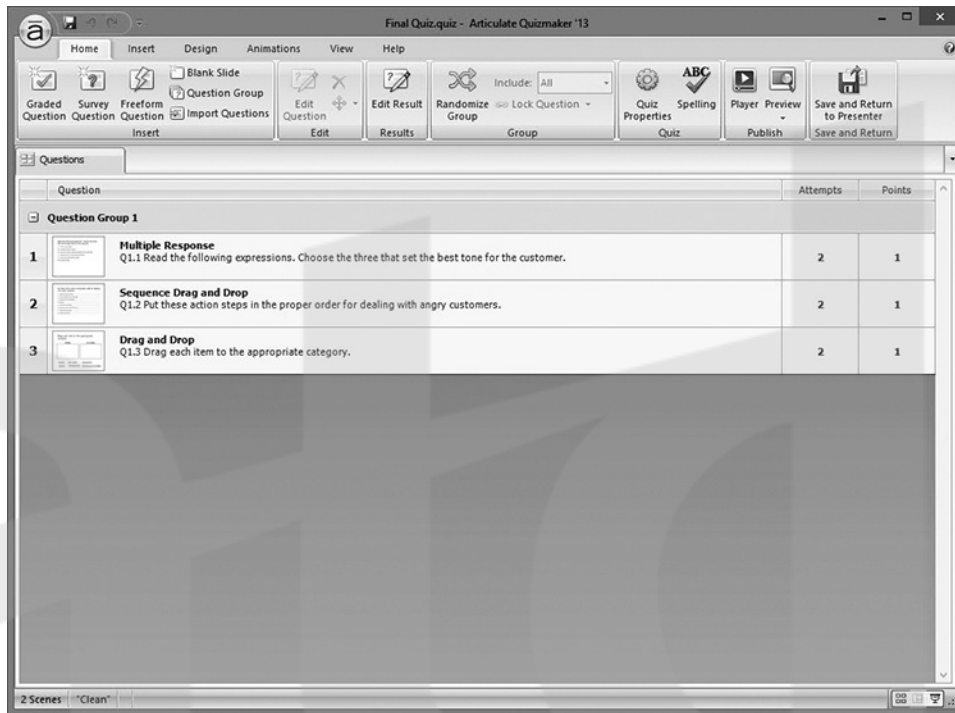 Final Quiz.quiz - Articulate Quizmaker '13
Home Insert Design Animations View Help
Graded Question
Survey Question
Freeform Question
Blank Slide
Question Group
Import Questions
Insert
Edit Question
Edit
Edit Result
Results
Randomize Group
Include: All
Lock Question
Group
Quiz Properties
ABC
Spelling
Quiz
Player
Preview
Publish
Save and Return to Presenter
Save and Return
Questions
Question Attempts Points
Question Group 1
1 Multiple Response
Q1.1 Read the following expressions. Choose the three that set the best tone for the customer. 2 1
2 Sequence Drag and Drop
Q1.2 Put these action steps in the proper order for dealing with angry customers. 2 1
3 Drag and Drop
Q1.3 Drag each item to the appropriate category. 2 1
2 Scenes "Clean"